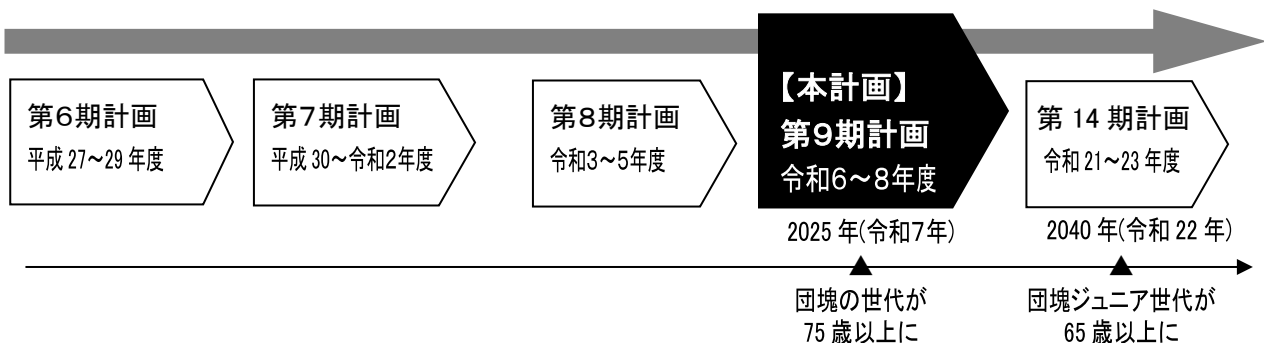 第６期計画
平成 27～29 年度
第７期計画
平成 30～令和２年度
第８期計画
令和３～５年度
【本計画】
第９期計画
令和６～８年度
第 14 期計画
令和 21～23 年度
2025 年(令和７年)
2040 年(令和 22 年)
団塊の世代が
75 歳以上に
団塊ジュニア世代が
65 歳以上に